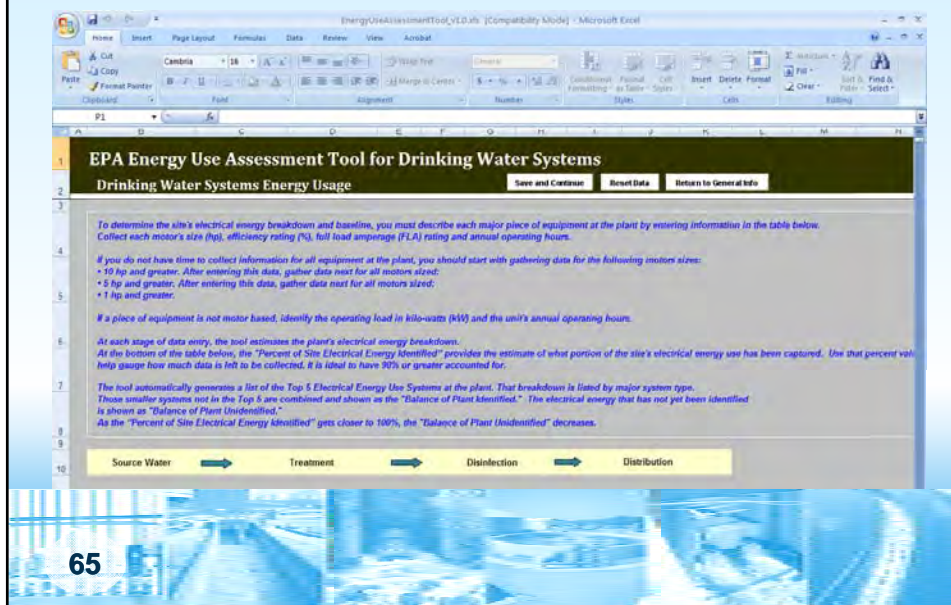 EnergyUseAssessmentTool_v1.0.xls [Compatibility Mode] - Microsoft Excel
Home Insert Page Layout Formulas Data Review View Acrobat
Cut
Copy
Format Painter
Paste
Cambria 16
Wrap Text
General
Merge & Center
Conditional Formatting
Format as Table
Cell Styles
Insert Delete Format
Fill
Clear
Sort & Filter
Find & Select
Clipboard Font Alignment Number Styles Cells Editing
P1 fx
A B C D E F G H I J K L M N
1 EPA Energy Use Assessment Tool for Drinking Water Systems
2 Drinking Water Systems Energy Usage Save and Continue Reset Data Return to General Info
3
To determine the site's electrical energy breakdown and baseline, you must describe each major piece of equipment at the plant by entering information in the table below.
Collect each motor's size (hp), efficiency rating (%), full load amperage (FLA) rating and annual operating hours.
4
If you do not have time to collect information for all equipment at the plant, you should start with gathering data for the following motors sizes:
• 10 hp and greater. After entering this data, gather data next for all motors sized:
• 5 hp and greater. After entering this data, gather data next for all motors sized:
5 • 1 hp and greater.
If a piece of equipment is not motor based, identify the operating load in kilo-watts (kW) and the unit's annual operating hours.
6 At each stage of data entry, the tool estimates the plant's electrical energy breakdown.
At the bottom of the table below, the "Percent of Site Electrical Energy Identified" provides the estimate of what portion of the site's electrical energy use has been captured. Use that percent val
help gauge how much data is left to be collected. It is ideal to have 90% or greater accounted for.
7 The tool automatically generates a list of the Top 5 Electrical Energy Use Systems at the plant. That breakdown is listed by major system type.
Those smaller systems not in the Top 5 are combined and shown as the "Balance of Plant Identified." The electrical energy that has not yet been identified
is shown as "Balance of Plant Unidentified."
8 As the "Percent of Site Electrical Energy Identified" gets closer to 100%, the "Balance of Plant Unidentified" decreases.
9
10 Source Water Treatment Disinfection Distribution
65